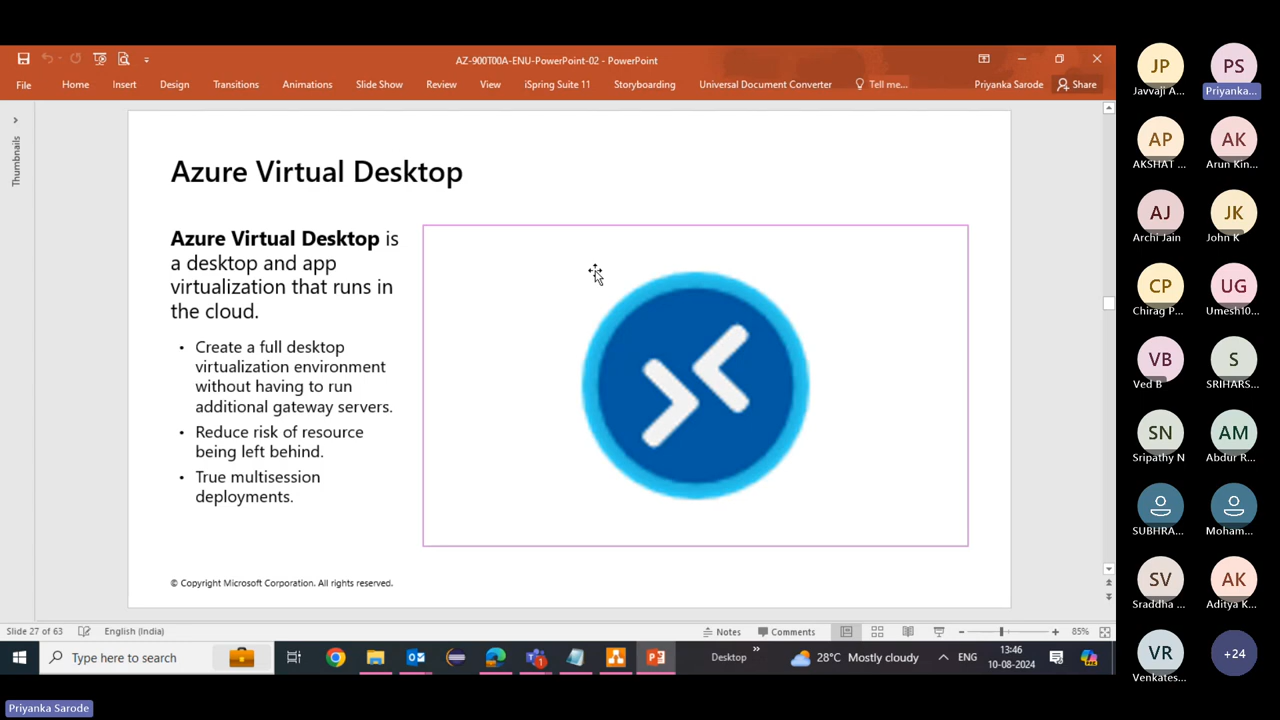 AZ-900T00A-ENU-PowerPoint-02 - PowerPoint
File Home Insert Design Transitions Animations Slide Show Review View iSpring Suite 11 Storyboarding Universal Document Converter Tell me... Priyanka Sarode Share
Thumbnails
Azure Virtual Desktop
Azure Virtual Desktop is
a desktop and app
virtualization that runs in
the cloud.
• Create a full desktop
virtualization environment
without having to run
additional gateway servers.
• Reduce risk of resource
being left behind.
• True multisession
deployments.
© Copyright Microsoft Corporation. All rights reserved.
Slide 27 of 63 English (India) Notes Comments 85%
Type here to search
1
Desktop
28°C Mostly cloudy
ENG
13:46
10-08-2024
Priyanka Sarode
JP PS
Javvaji A... Priyanka...
AP AK
AKSHAT ... Arun Kin...
AJ JK
Archi Jain John K
CP UG
Chirag P... Umesh10...
VB S
Ved B SRIHARS...
SN AM
Sripathy N Abdur R...
SUBHRA... Moham...
SV AK
Sraddha ... Aditya K...
VR +24
Venkates...